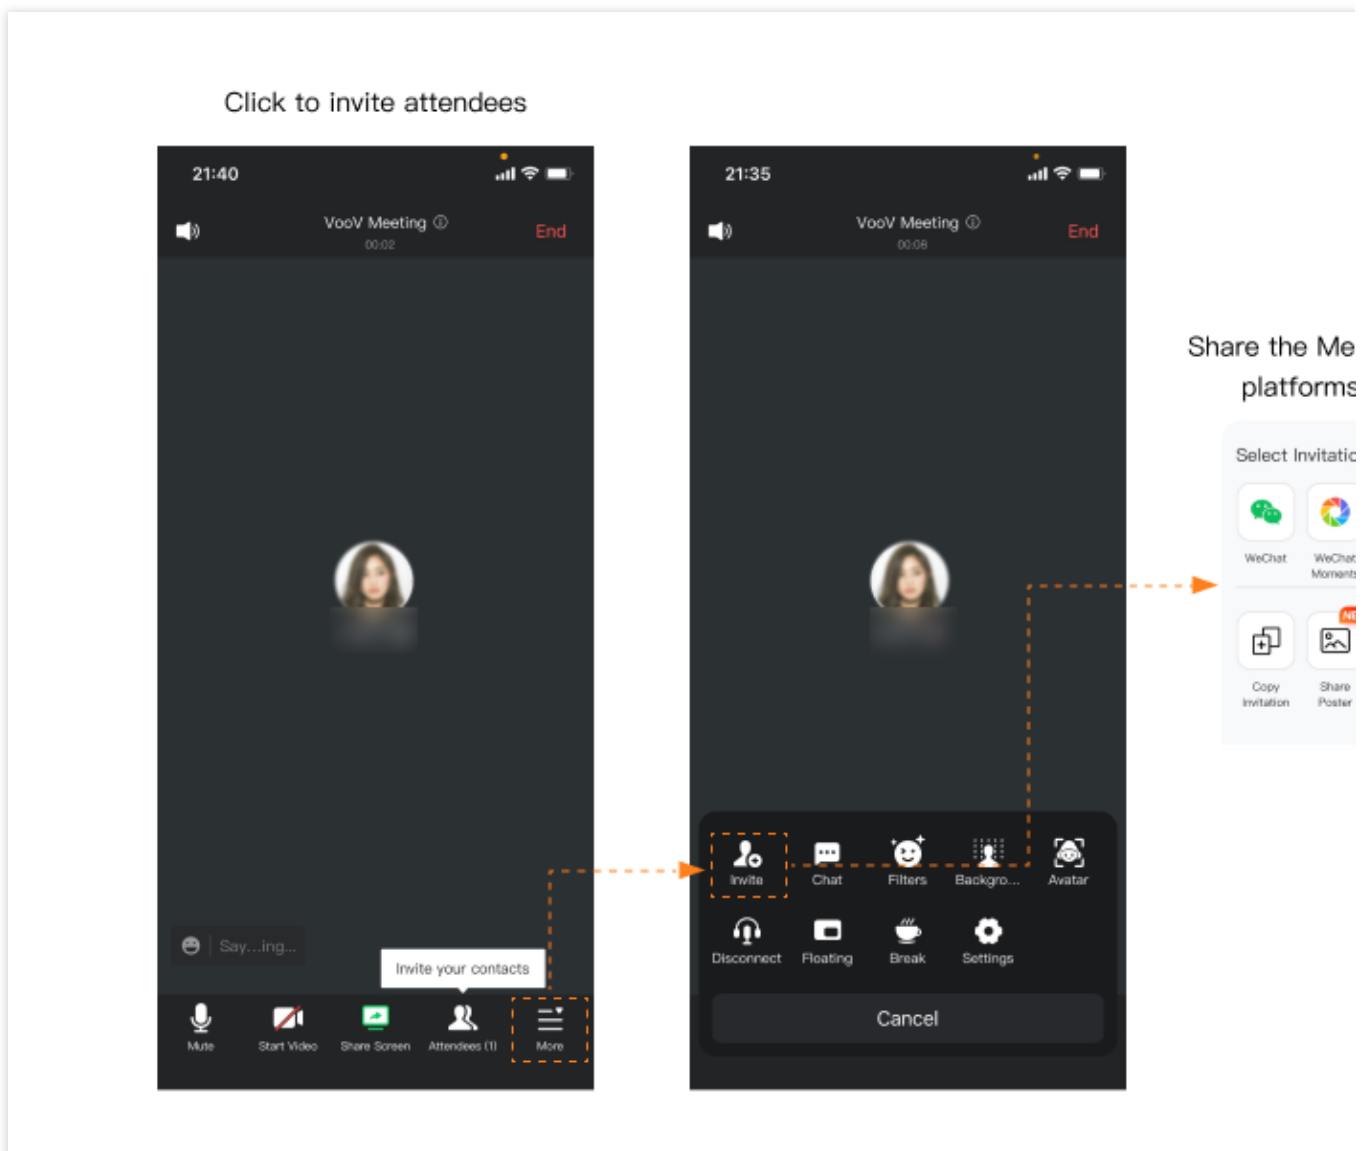 Click to invite attendees
21:40
VooV Meeting
00:02
End
Say...ing...
Invite your contacts
Mute
Start Video
Share Screen
Attendees (1)
More
21:35
VooV Meeting
00:08
End
Invite
Chat
Filters
Backgro...
Avatar
Disconnect
Floating
Break
Settings
Cancel
Share the Me
platforms
Select Invitatio
WeChat
WeChat
Moments
NE
Copy
Invitation
Share
Poster